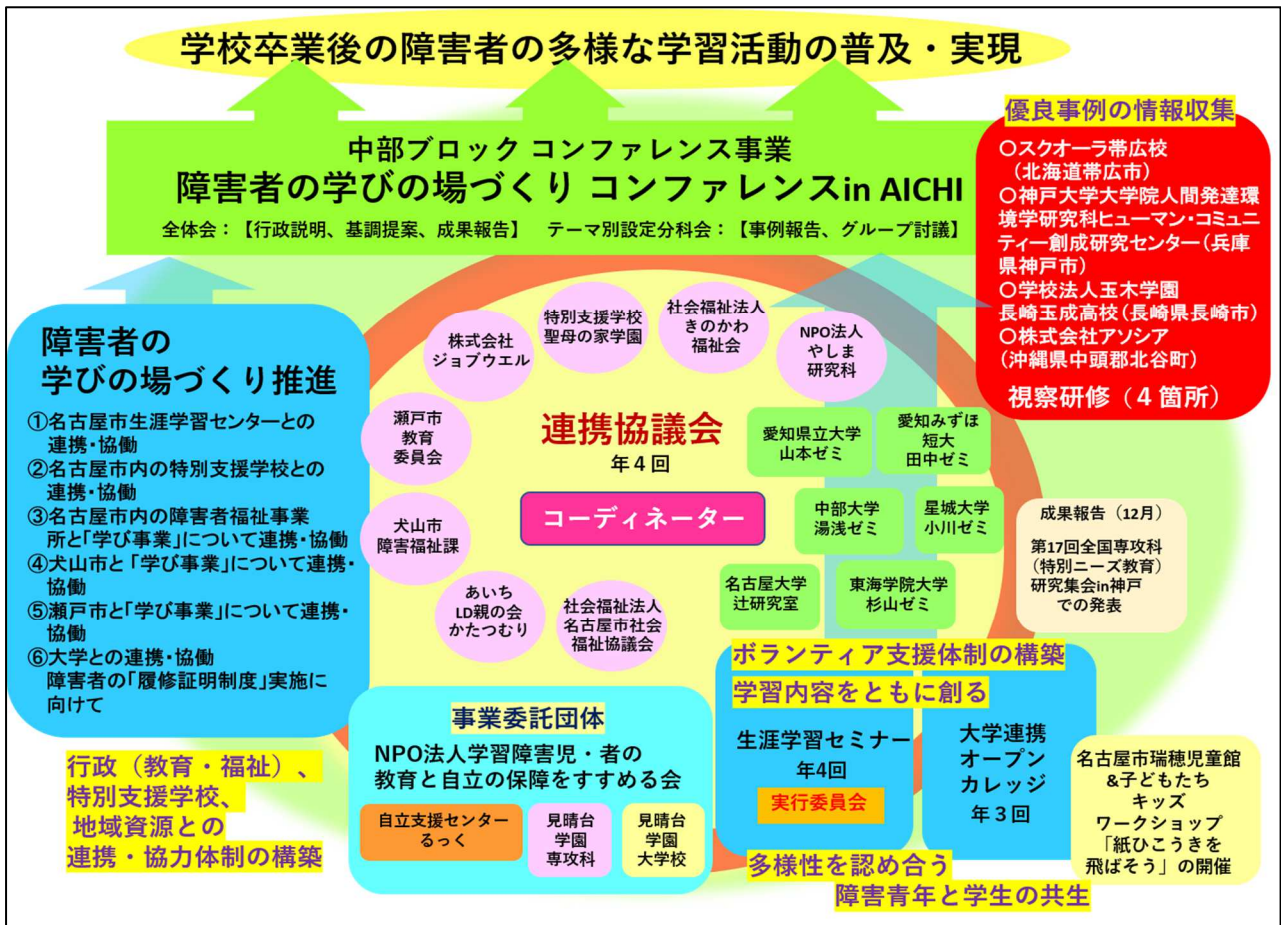 学校卒業後の障害者の多様な学習活動の普及・実現
中部ブロック コンファレンス事業
障害者の学びの場づくり コンファレンスin AICHI
全体会：【行政説明、基調提案、成果報告】　テーマ別設定分科会：【事例報告、グループ討議】
優良事例の情報収集
○スクオーラ帯広校
（北海道帯広市）
○神戸大学大学院人間発達環
境学研究科ヒューマン・コミュニ
ティー創成研究センター（兵庫
県神戸市）
○学校法人玉木学園
長崎玉成高校（長崎県長崎市）
○株式会社アソシア
（沖縄県中頭郡北谷町）
視察研修（４箇所）
障害者の
学びの場づくり推進
①名古屋市生涯学習センターとの
連携・協働
②名古屋市内の特別支援学校との
連携・協働
③名古屋市内の障害者福祉事業
所と「学び事業」について連携・協働
④犬山市と「学び事業」について連携・
協働
⑤瀬戸市と「学び事業」について連携・
協働
⑥大学との連携・協働
障害者の「履修証明制度」実施に
向けて
株式会社
ジョブウエル
特別支援学校
聖母の家学園
社会福祉法人
きのかわ
福祉会
NPO法人
やしま
研究科
瀬戸市
教育
委員会
犬山市
障害福祉課
あいち
LD親の会
かたつむり
社会福祉法人
名古屋市社会
福祉協議会
連携協議会
年４回
コーディネーター
愛知県立大学
山本ゼミ
愛知みずほ
短大
田中ゼミ
中部大学
湯浅ゼミ
星城大学
小川ゼミ
名古屋大学
辻研究室
東海学院大学
杉山ゼミ
成果報告（12月）
第17回全国専攻科
（特別ニーズ教育）
研究集会in神戸
での発表
ボランティア支援体制の構築
学習内容をともに創る
生涯学習セミナー
年4回
実行委員会
大学連携
オープン
カレッジ
年３回
多様性を認め合う
障害青年と学生の共生
事業委託団体
NPO法人学習障害児・者の
教育と自立の保障をすすめる会
自立支援センター
るっく
見晴台
学園
専攻科
見晴台
学園
大学校
行政（教育・福祉）、
特別支援学校、
地域資源との
連携・協力体制の構築
名古屋市瑞穂児童館
&子どもたち
キッズ
ワークショップ
「紙ひこうきを
飛ばそう」の開催